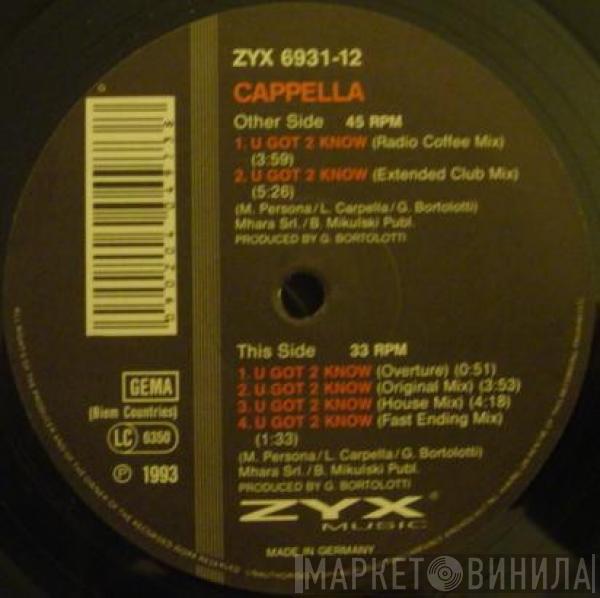 ZYX 6931-12
CAPPELLA
Other Side 45 RPM
1. U GOT 2 KNOW (Radio Coffee Mix)
(3:59)
2. U GOT 2 KNOW (Extended Club Mix)
(5:26)
(M. Persona/L. Carpella/G. Bortolotti)
Mhara Srl./B. Mikulski Publ.
PRODUCED BY G. BORTOLOTTI
This Side 33 RPM
1. U GOT 2 KNOW (Overture) (0:51)
2. U GOT 2 KNOW (Original Mix) (3:53)
3. U GOT 2 KNOW (House Mix) (4:18)
4. U GOT 2 KNOW (Fast Ending Mix)
(1:33)
(M. Persona/L. Carpella/G. Bortolotti)
Mhara Srl./B. Mikulski Publ.
PRODUCED BY G. BORTOLOTTI
GEMA
(Biem Countries)
LC 6350
℗ 1993
ZYX®
MUSIC
MADE IN GERMANY
МАРКЕТ ВИНИЛА